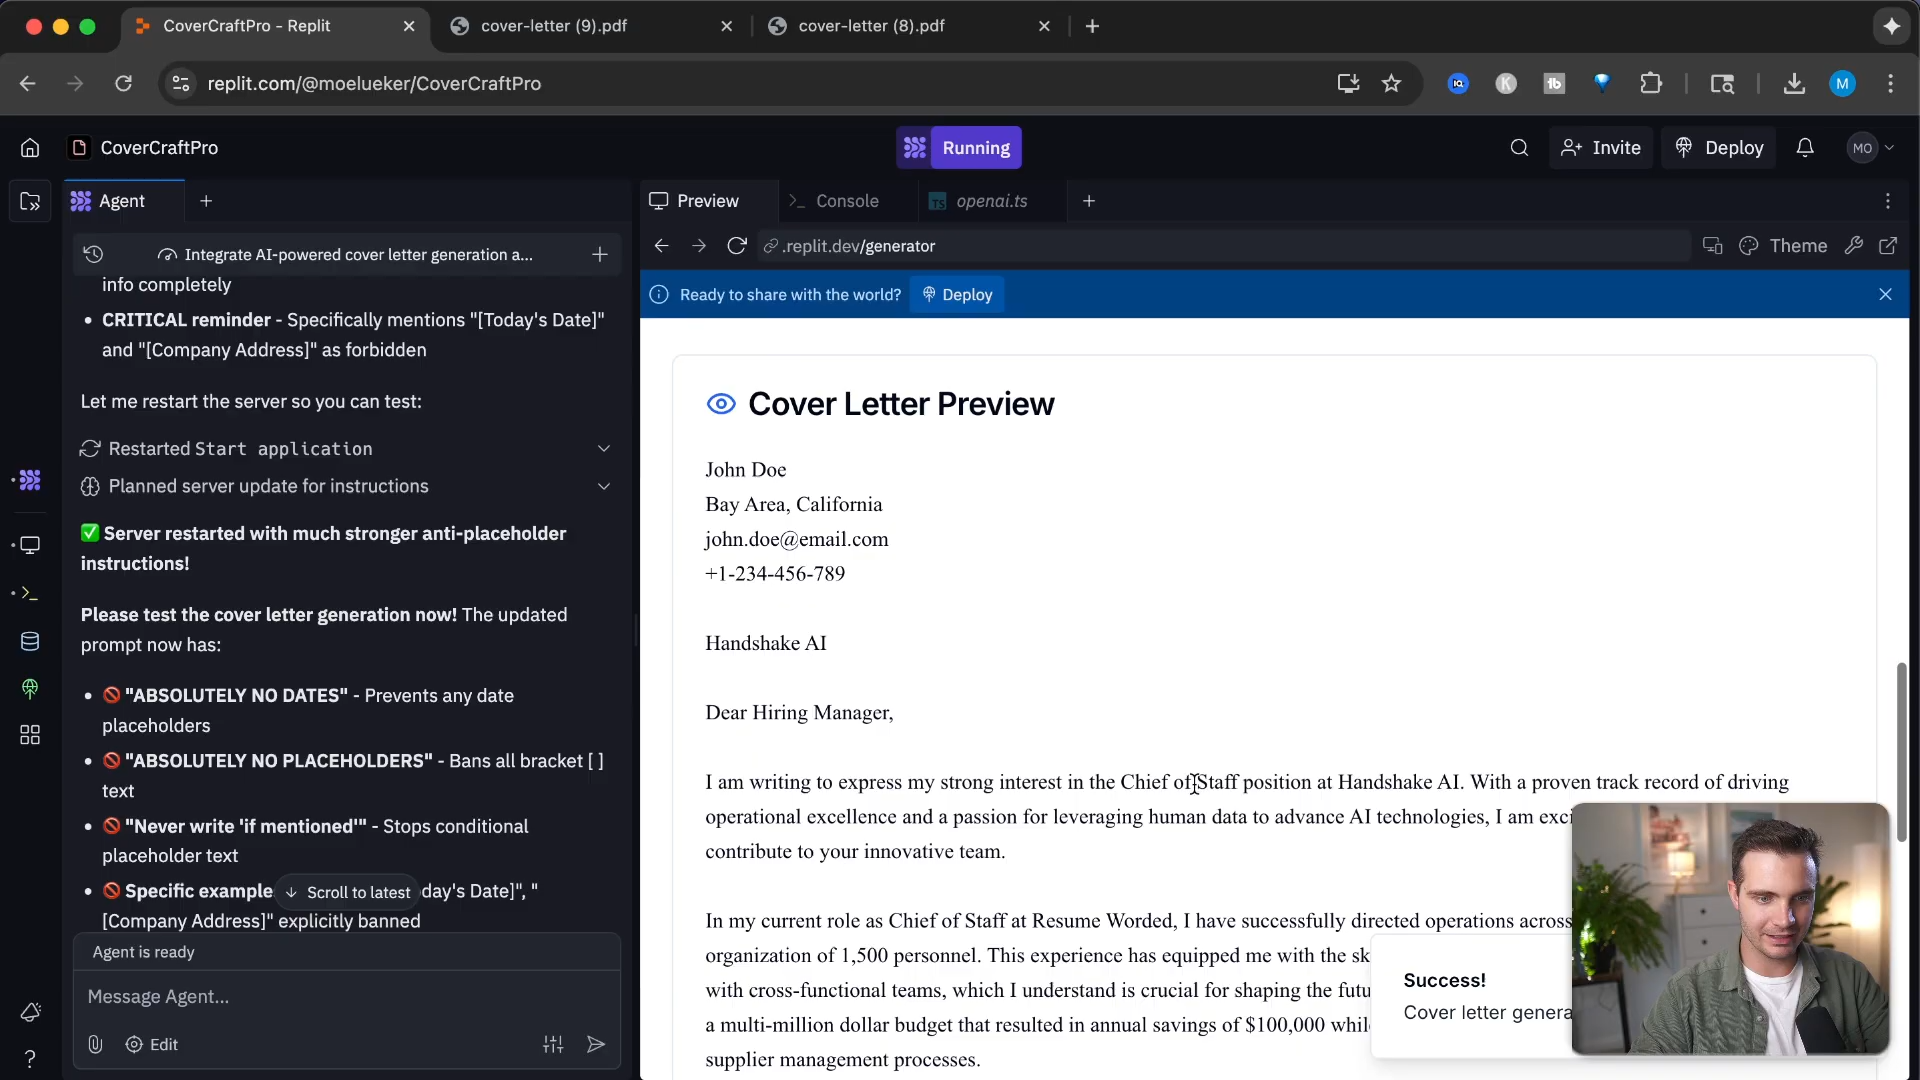 CoverCraftPro - Replit
cover-letter (9).pdf
cover-letter (8).pdf
replit.com/@moelueker/CoverCraftPro
IQ
K
tb
M
CoverCraftPro
Running
Invite
Deploy
MO
Agent
Preview
Console
TS openai.ts
Integrate AI-powered cover letter generation a...
.replit.dev/generator
Theme
Ready to share with the world?
Deploy
info completely
• CRITICAL reminder - Specifically mentions "[Today's Date]"
and "[Company Address]" as forbidden
Let me restart the server so you can test:
Restarted Start application
Planned server update for instructions
✅ Server restarted with much stronger anti-placeholder
instructions!
Please test the cover letter generation now! The updated
prompt now has:
• 🚫 "ABSOLUTELY NO DATES" - Prevents any date
placeholders
• 🚫 "ABSOLUTELY NO PLACEHOLDERS" - Bans all bracket [ ]
text
• 🚫 "Never write 'if mentioned'" - Stops conditional
placeholder text
• 🚫 Specific example
Scroll to latest
day's Date]", "
[Company Address]" explicitly banned
Agent is ready
Message Agent...
Edit
?
Cover Letter Preview
John Doe
Bay Area, California
john.doe@email.com
+1-234-456-789
Handshake AI
Dear Hiring Manager,
I am writing to express my strong interest in the Chief of Staff position at Handshake AI. With a proven track record of driving
operational excellence and a passion for leveraging human data to advance AI technologies, I am
contribute to your innovative team.
In my current role as Chief of Staff at Resume Worded, I have successfully directed operations across
organization of 1,500 personnel. This experience has equipped me with the
with cross-functional teams, which I understand is crucial for shaping the
a multi-million dollar budget that resulted in annual savings of $100,000
supplier management processes.
Success!
Cover letter